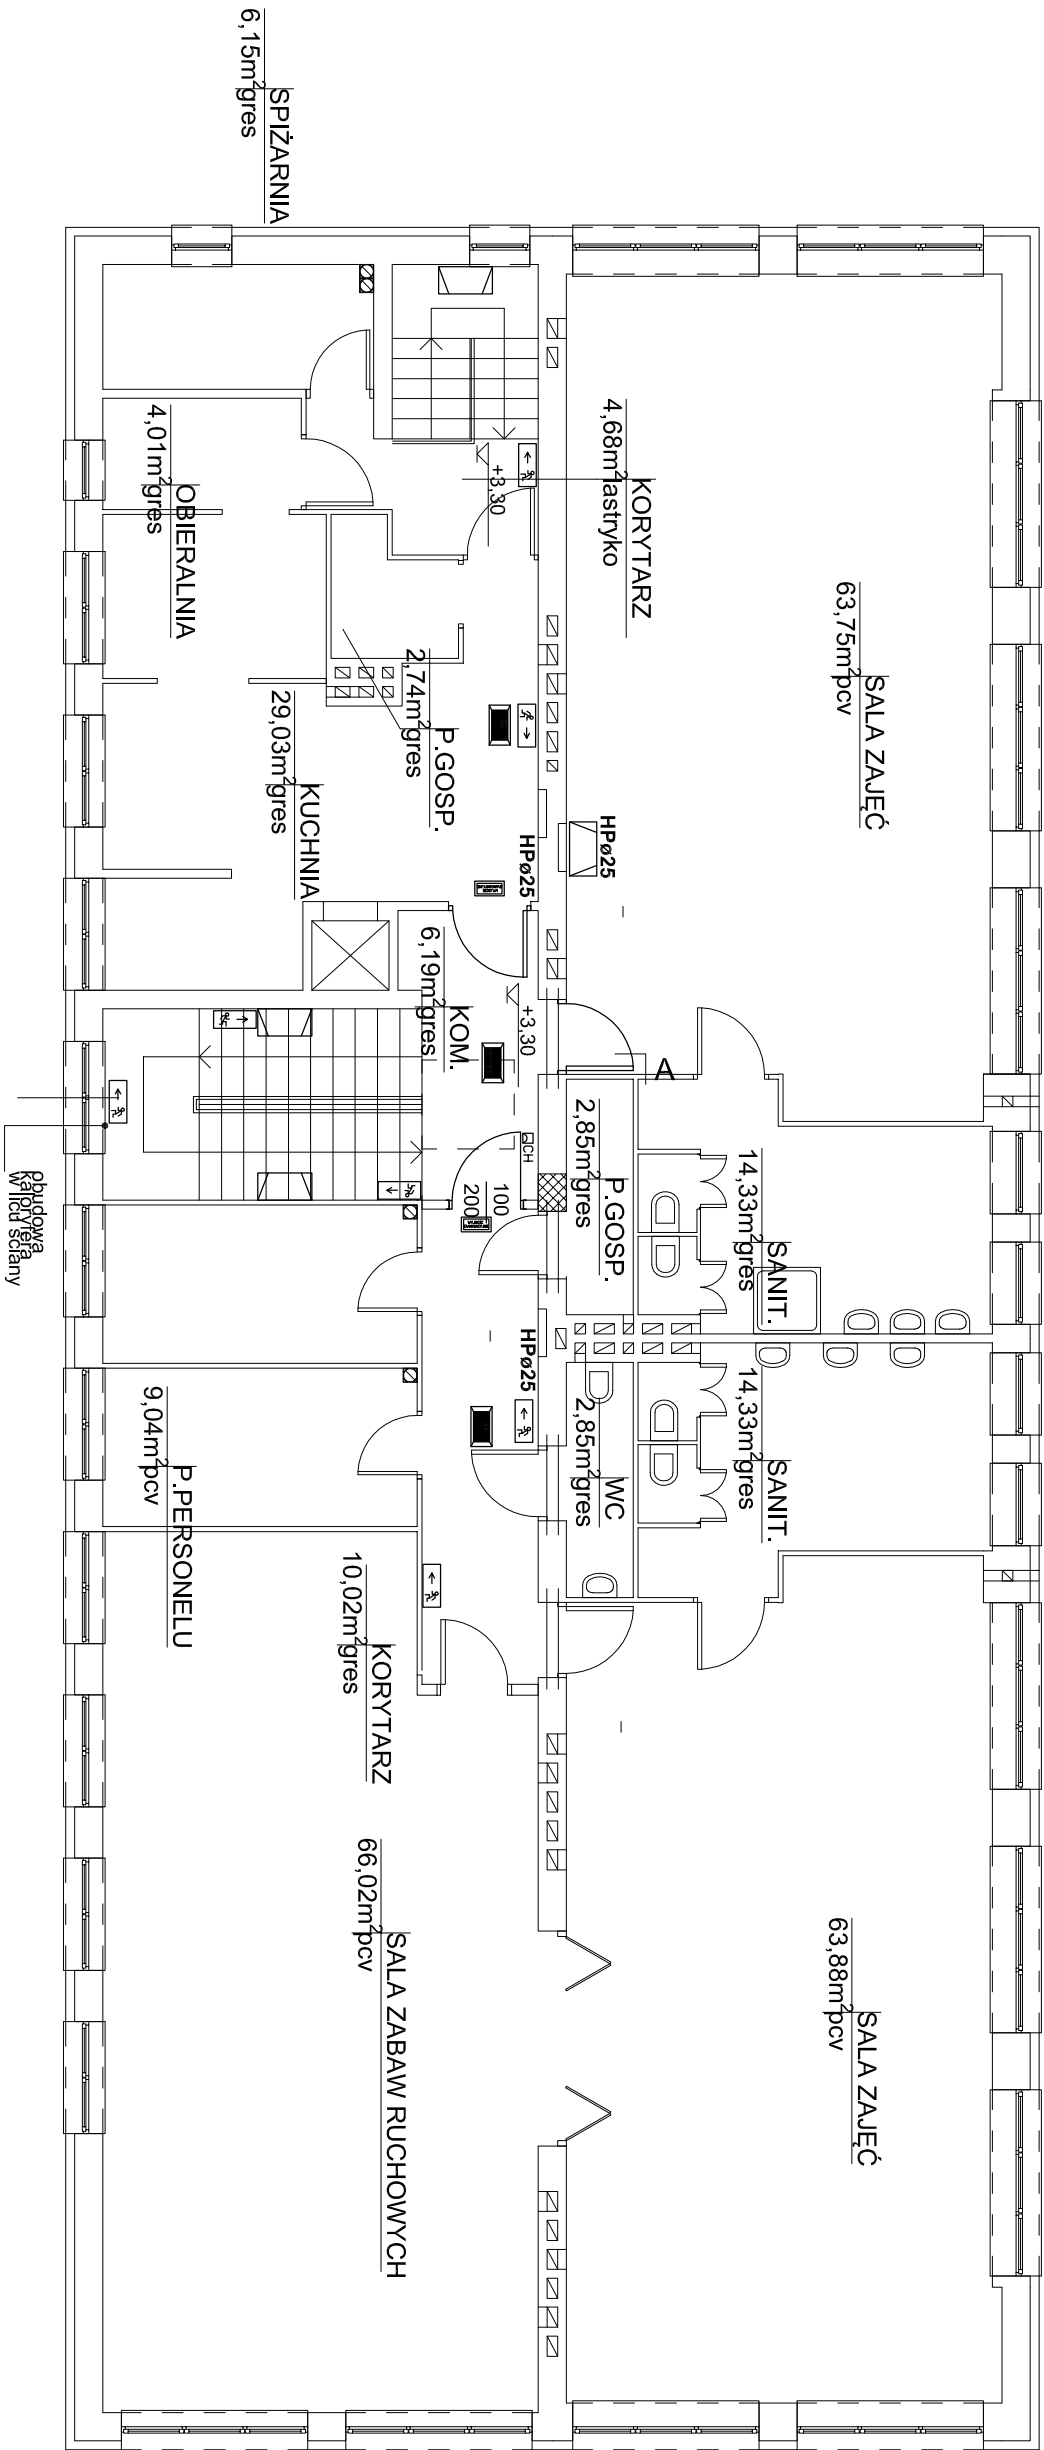 SPIŻARNIA
6,15m² gres
OBIERALNIA
4,01m² gres
KORYTARZ
4,68m² lastryko
+3,30
SALA ZAJĘĆ
63,75m² pcv
P.GOSP.
2,74m² gres
KUCHNIA
29,03m² gres
HPø25
HPø25
KOM.
6,19m² gres
+3,30
A
CH
100
200
P.GOSP.
2,85m² gres
SANIT.
14,33m² gres
obudowa
kaloryfera
w licu ściany
HPø25
WC
2,85m² gres
SANIT.
14,33m² gres
P.PERSONELU
9,04m² pcv
KORYTARZ
10,02m² gres
SALA ZABAW RUCHOWYCH
66,02m² pcv
SALA ZAJĘĆ
63,88m² pcv